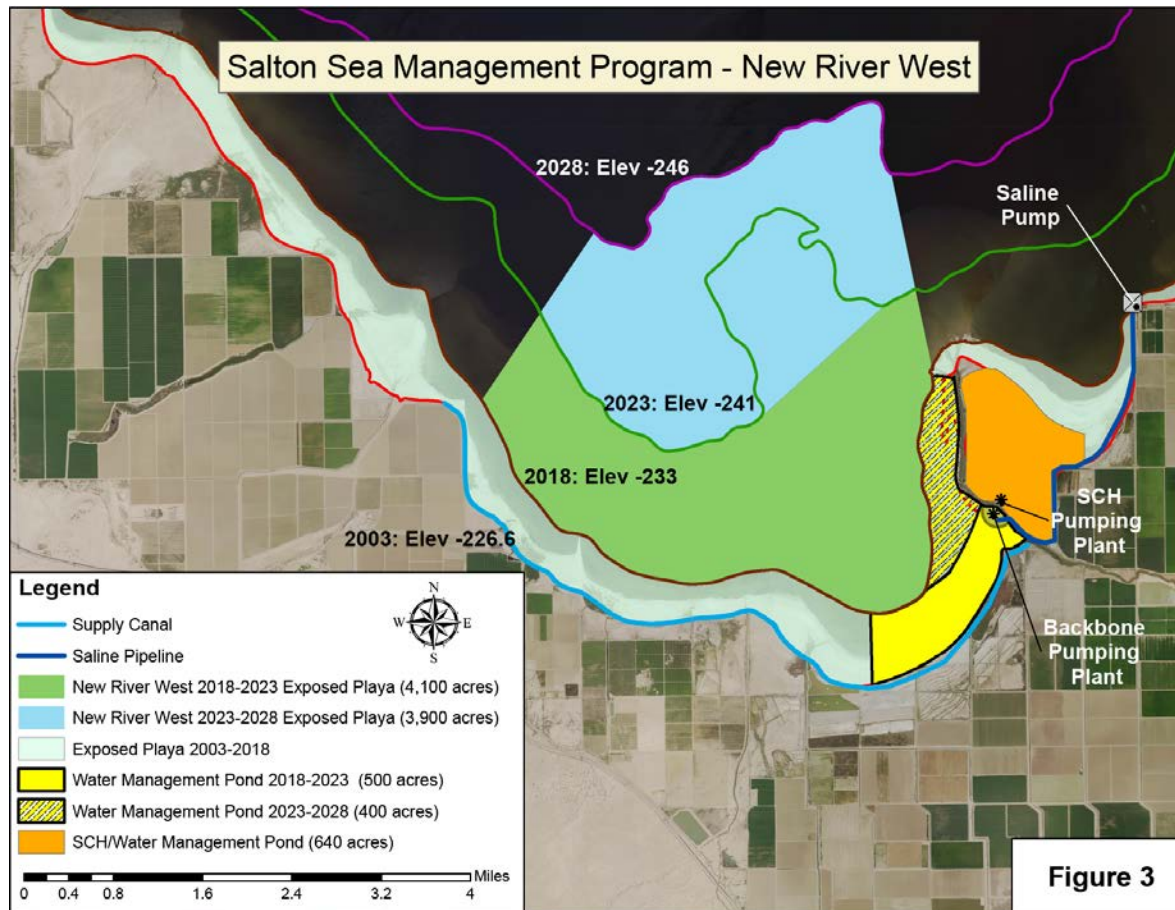 Salton Sea Management Program - New River West
2028: Elev -246
Saline
Pump
2023: Elev -241
2018: Elev -233
2003: Elev -226.6
SCH
Pumping
Plant
Backbone
Pumping
Plant
Legend
N
W E
S
Supply Canal
Saline Pipeline
New River West 2018-2023 Exposed Playa (4,100 acres)
New River West 2023-2028 Exposed Playa (3,900 acres)
Exposed Playa 2003-2018
Water Management Pond 2018-2023 (500 acres)
Water Management Pond 2023-2028 (400 acres)
SCH/Water Management Pond (640 acres)
Miles
0 0.4 0.8 1.6 2.4 3.2 4
Figure 3